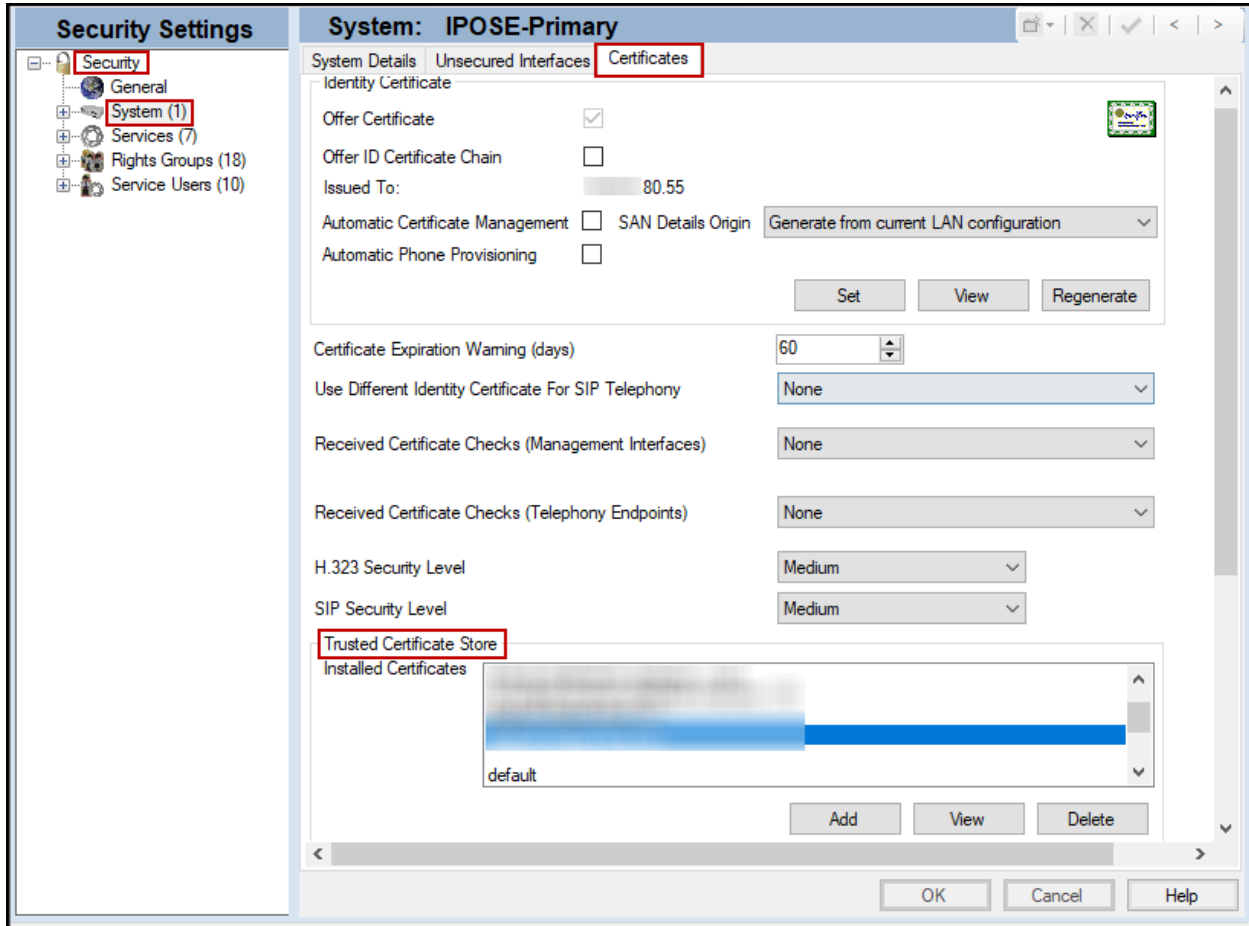 Security Settings
Security
General
System (1)
Services (7)
Rights Groups (18)
Service Users (10)
System: IPOSE-Primary
System Details Unsecured Interfaces Certificates
Identity Certificate
Offer Certificate
Offer ID Certificate Chain
Issued To: 80.55
Automatic Certificate Management SAN Details Origin Generate from current LAN configuration
Automatic Phone Provisioning
Set View Regenerate
Certificate Expiration Warning (days) 60
Use Different Identity Certificate For SIP Telephony None
Received Certificate Checks (Management Interfaces) None
Received Certificate Checks (Telephony Endpoints) None
H.323 Security Level Medium
SIP Security Level Medium
Trusted Certificate Store
Installed Certificates
default
Add View Delete
OK Cancel Help